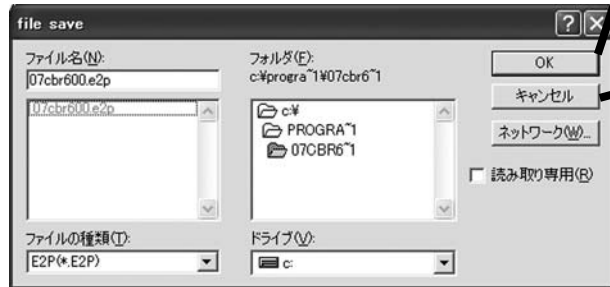 file save
ファイル名(N):
07cbr600.e2p
07cbr600.e2p
ファイルの種類(T):
E2P(*.E2P)
フォルダ(F):
c:¥progra~1¥07cbr6~1
c:¥
PROGRA~1
07CBR6~1
ドライブ(V):
c:
OK
キャンセル
ネットワーク(W)...
読み取り専用(R)